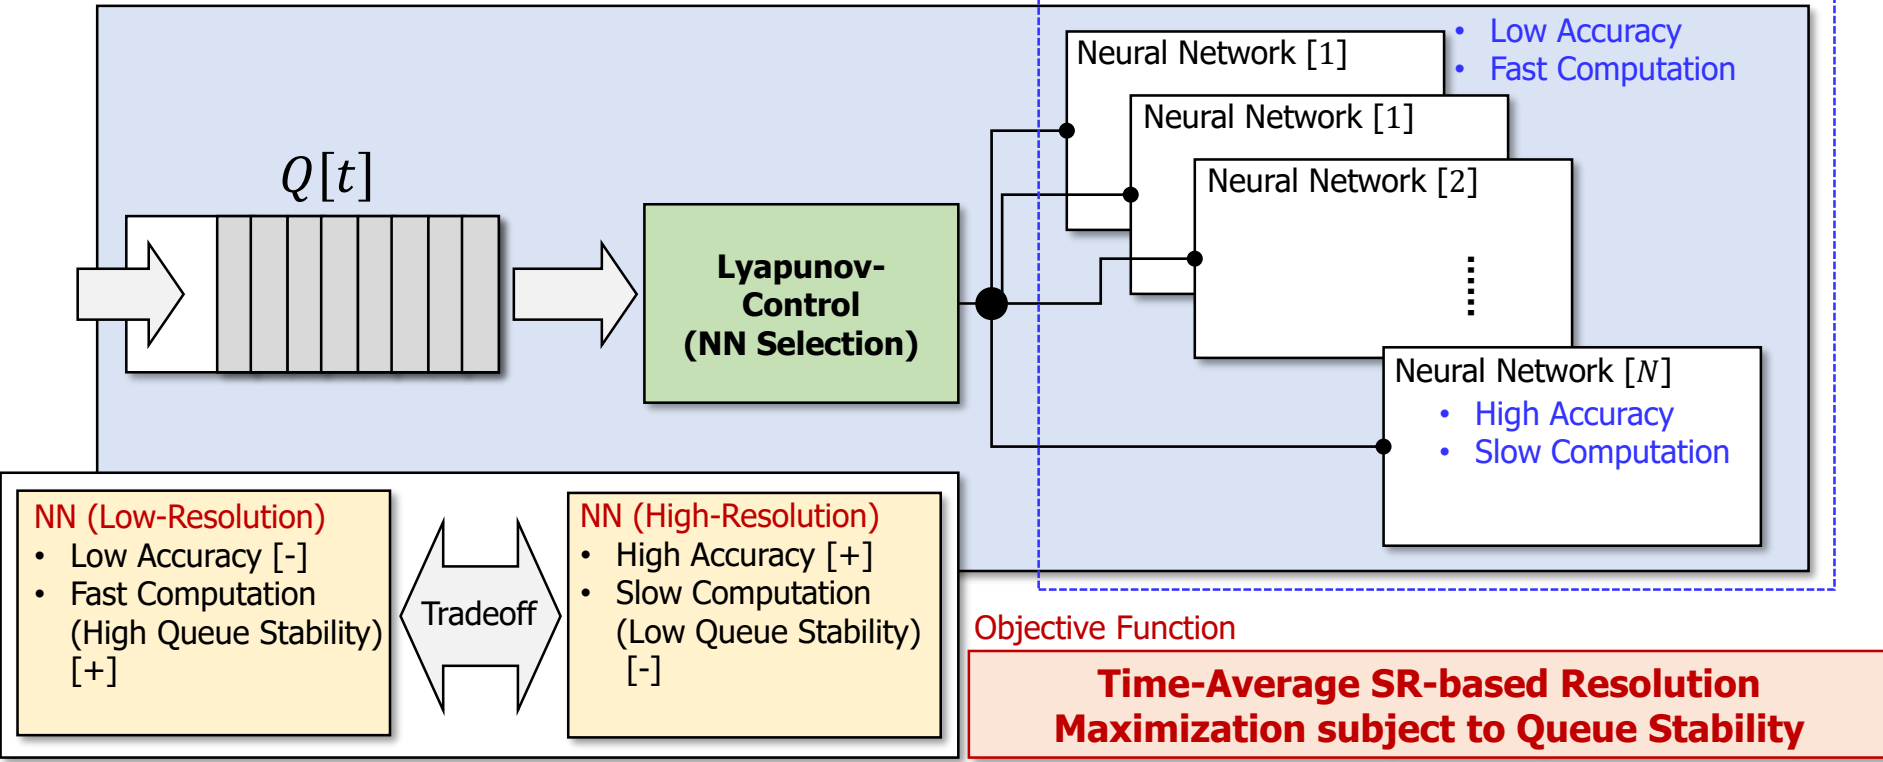 Neural Network [1]
• Low Accuracy
• Fast Computation
Neural Network [1]
Neural Network [2]
Q[t]
Lyapunov-
Control
(NN Selection)
Neural Network [N]
• High Accuracy
• Slow Computation
NN (Low-Resolution)
• Low Accuracy [-]
• Fast Computation
(High Queue Stability)
[+]
Tradeoff
NN (High-Resolution)
• High Accuracy [+]
• Slow Computation
(Low Queue Stability)
[-]
Objective Function
Time-Average SR-based Resolution
Maximization subject to Queue Stability